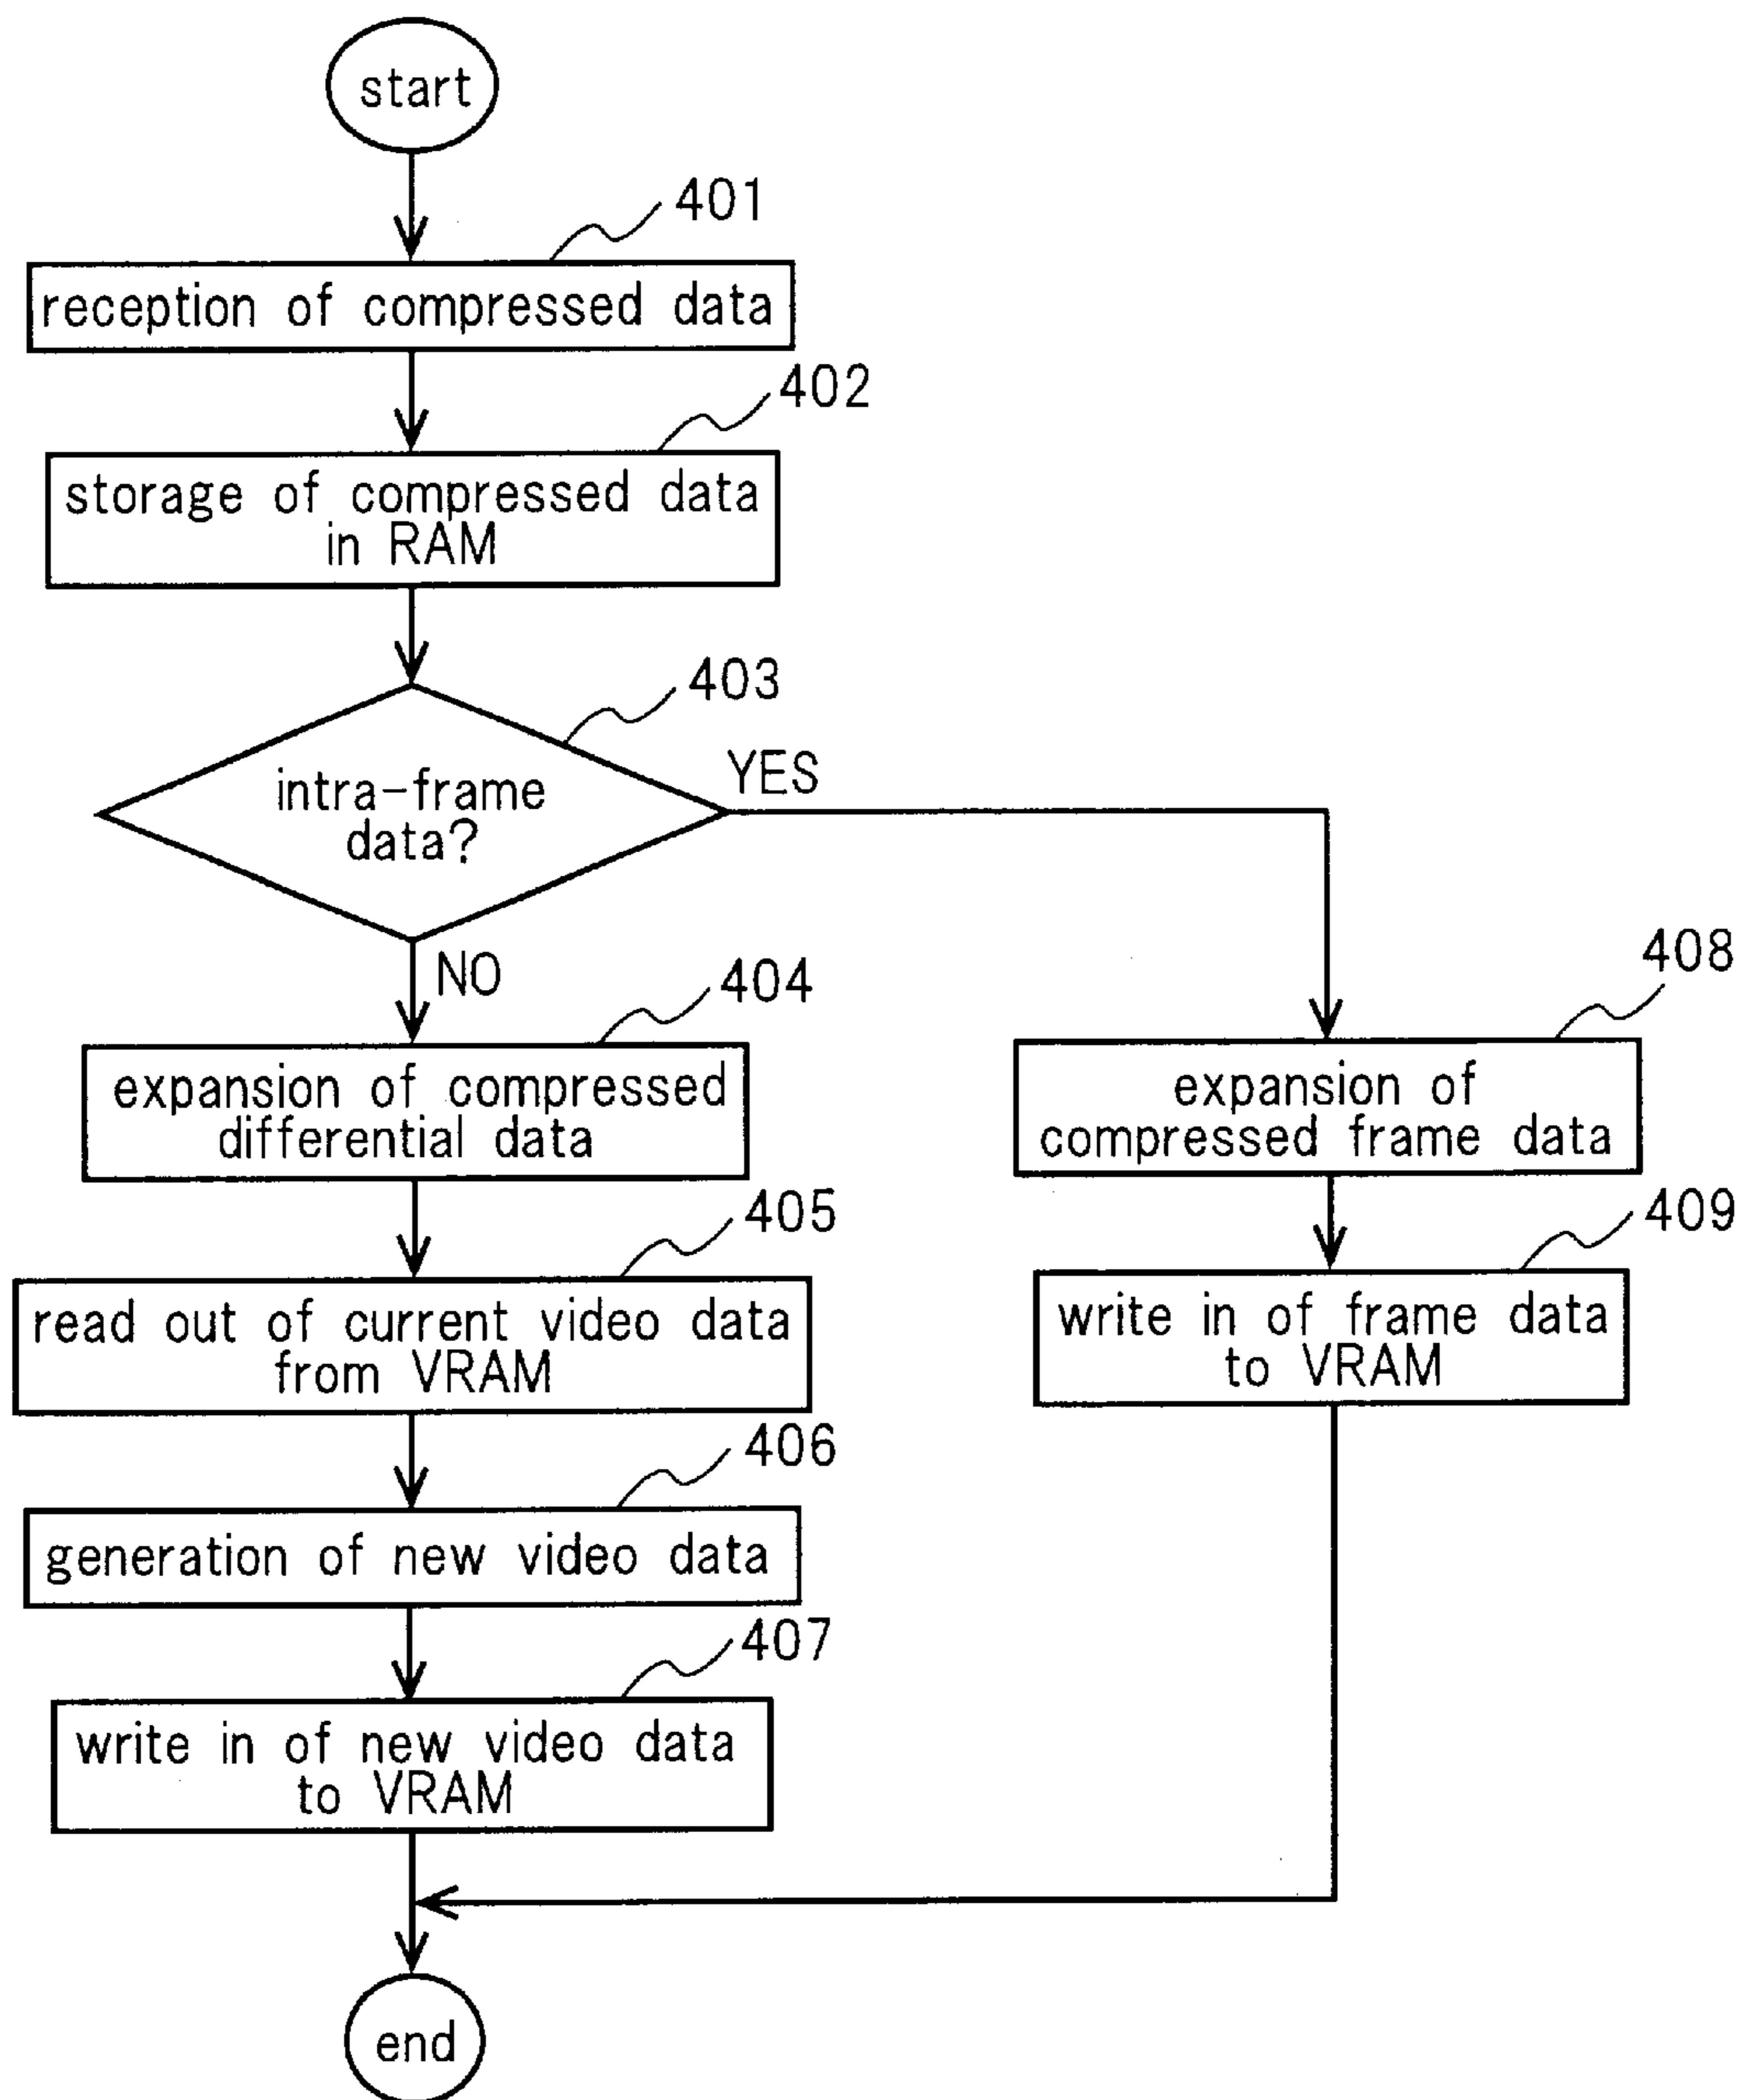 start
401
reception of compressed data
402
storage of compressed data
in RAM
403
intra-frame
data?
YES
NO
404
expansion of compressed
differential data
405
read out of current video data
from VRAM
406
generation of new video data
407
write in of new video data
to VRAM
408
expansion of
compressed frame data
409
write in of frame data
to VRAM
end